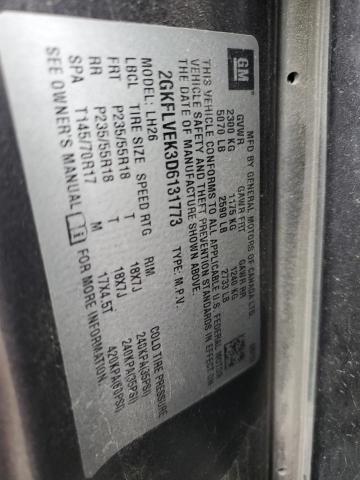 GM
MFD BY GENERAL MOTORS OF CANADA LTD.
GVWR GAWR FRT GAWR RR
2300 KG 1175 KG 1240 KG
5070 LB 2590 LB 2733 LB
THIS VEHICLE CONFORMS TO ALL APPLICABLE U.S. FEDERAL MOTOR
VEHICLE SAFETY AND THEFT PREVENTION STANDARDS IN EFFECT ON
THE DATE OF MANUFACTURE SHOWN ABOVE.
2GKFLVEK3D6131773 TYPE: M.P.V.
MODEL: LH26
LBCL TIRE SIZE SPEED RTG RIM COLD TIRE PRESSURE
FRT P235/55R18 T 18X7J 240KPA(35PSI)
RR P235/55R18 T 18X7J 240KPA(35PSI)
SPA T145/70R17 M 17X4.5T 420KPA(60PSI)
SEE OWNER'S MANUAL FOR MORE INFORMATION.